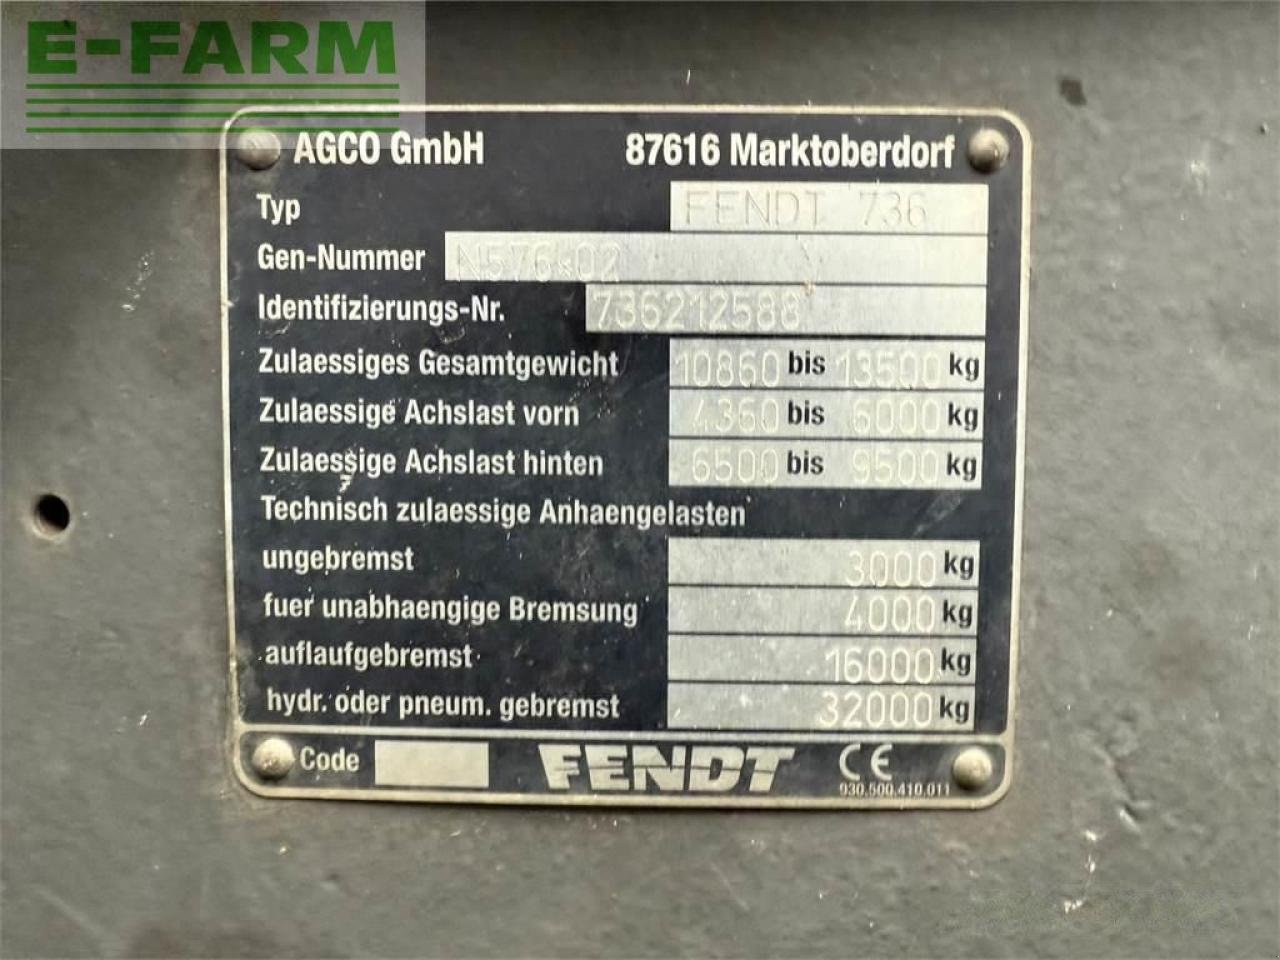 E-FARM
AGCO GmbH 87616 Marktoberdorf
Typ FENDT 736
Gen-Nummer
Identifizierungs-Nr. 736212588
Zulaessiges Gesamtgewicht 10860 bis 13500 kg
Zulaessige Achslast vorn 4360 bis 6000 kg
Zulaessige Achslast hinten 6500 bis 9500 kg
Technisch zulaessige Anhaengelasten
ungebremst 3000 kg
fuer unabhaengige Bremsung 4000 kg
auflaufgebremst 16000 kg
hydr. oder pneum. gebremst 32000 kg
Code FENDT CE
930.500.410.011